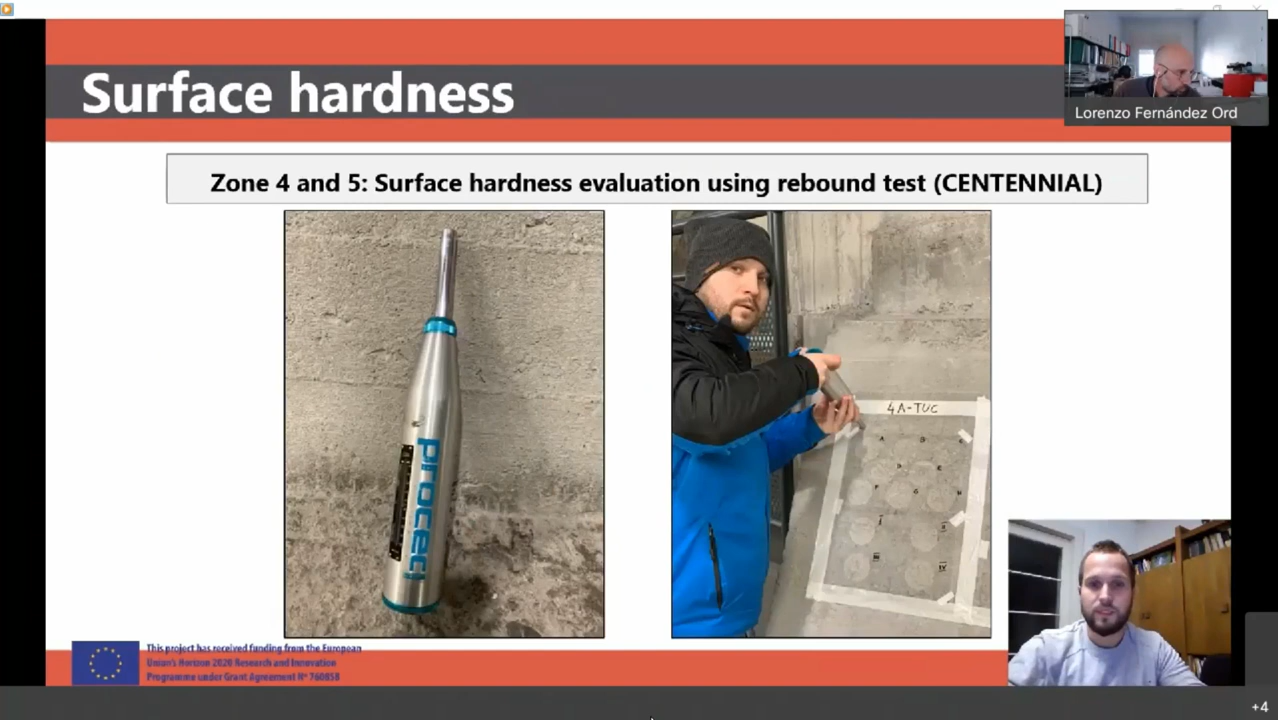 Surface hardness
Lorenzo Fernández Ord
Zone 4 and 5: Surface hardness evaluation using rebound test (CENTENNIAL)
proceq
4A-TUC
A B C
D E
F G H
This project has received funding from the European
Union's Horizon 2020 Research and Innovation
Programme under Grant Agreement Nº 760858
+4